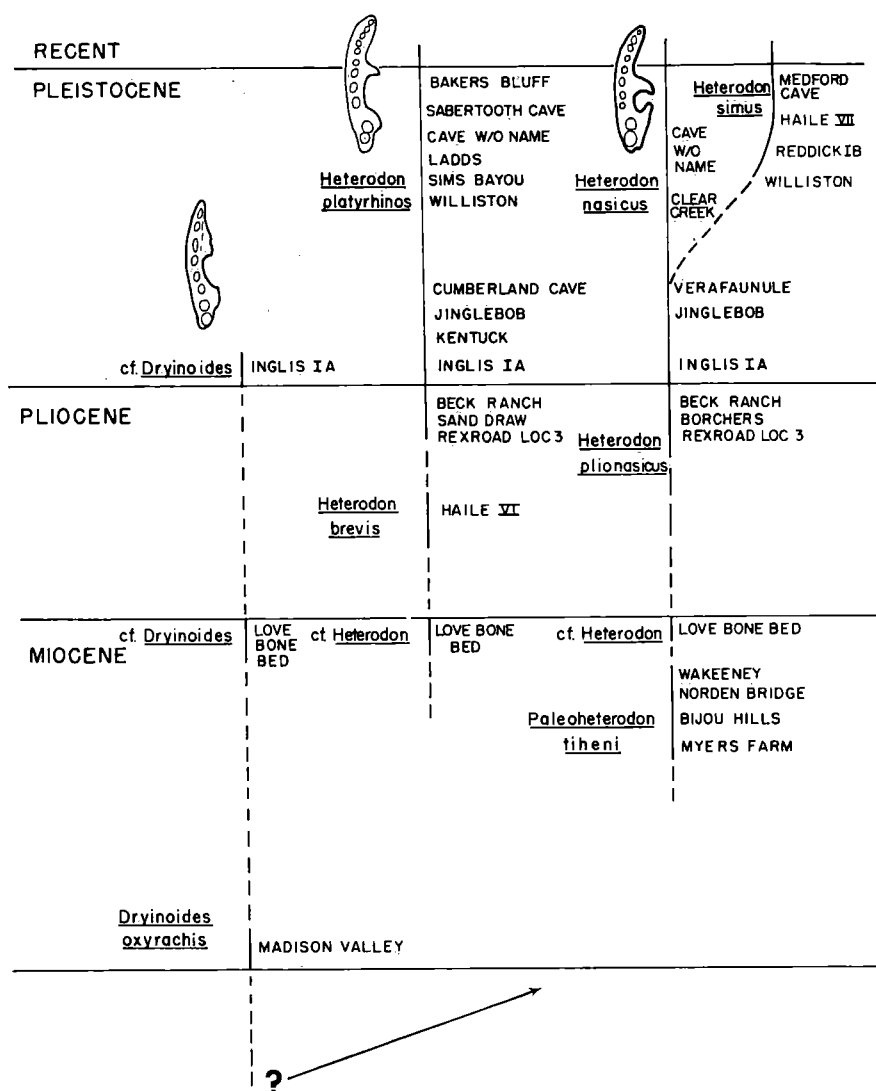 RECENT
PLEISTOCENE
BAKERS BLUFF
SABERTOOTH CAVE
CAVE W/O NAME
LADDS
SIMS BAYOU
WILLISTON
Heterodon
platyrhinos
Heterodon
nasicus
CAVE
W/O
NAME
CLEAR
CREEK
Heterodon
simus
MEDFORD
CAVE
HAILE VII
REDDICK IB
WILLISTON
CUMBERLAND CAVE
JINGLEBOB
KENTUCK
INGLIS IA
VERAFAUNULE
JINGLEBOB
INGLIS IA
cf. Dryinoides
INGLIS IA
PLIOCENE
BECK RANCH
SAND DRAW
REXROAD LOC 3
Heterodon
plionasicus
BECK RANCH
BORCHERS
REXROAD LOC 3
Heterodon
brevis
HAILE VI
MIOCENE
cf. Dryinoides
LOVE
BONE
BED
cf. Heterodon
LOVE BONE
BED
cf. Heterodon
LOVE BONE BED
WAKEENEY
NORDEN BRIDGE
BIJOU HILLS
MYERS FARM
Paleoheterodon
tiheni
Dryinoides
oxyrachis
MADISON VALLEY
?